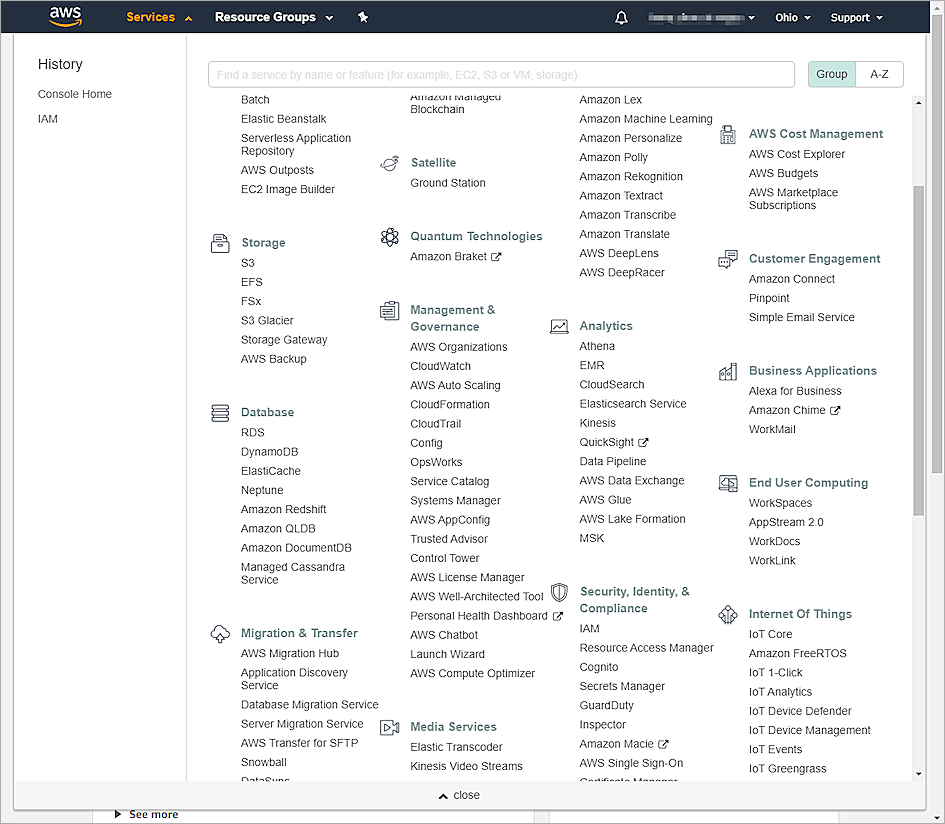 aws
Services
Resource Groups
Ohio
Support
History
Console Home
IAM
Find a service by name or feature (for example, EC2, S3 or VM, storage).
Group
A-Z
Batch
Elastic Beanstalk
Serverless Application
Repository
AWS Outposts
EC2 Image Builder
Storage
S3
EFS
FSx
S3 Glacier
Storage Gateway
AWS Backup
Database
RDS
DynamoDB
ElastiCache
Neptune
Amazon Redshift
Amazon QLDB
Amazon DocumentDB
Managed Cassandra
Service
Migration & Transfer
AWS Migration Hub
Application Discovery
Service
Database Migration Service
Server Migration Service
AWS Transfer for SFTP
Snowball
DataSync
Amazon Managed
Blockchain
Satellite
Ground Station
Quantum Technologies
Amazon Braket
Management &
Governance
AWS Organizations
CloudWatch
AWS Auto Scaling
CloudFormation
CloudTrail
Config
OpsWorks
Service Catalog
Systems Manager
AWS AppConfig
Trusted Advisor
Control Tower
AWS License Manager
AWS Well-Architected Tool
Personal Health Dashboard
AWS Chatbot
Launch Wizard
AWS Compute Optimizer
Media Services
Elastic Transcoder
Kinesis Video Streams
Amazon Lex
Amazon Machine Learning
Amazon Personalize
Amazon Polly
Amazon Rekognition
Amazon Textract
Amazon Transcribe
Amazon Translate
AWS DeepLens
AWS DeepRacer
Analytics
Athena
EMR
CloudSearch
Elasticsearch Service
Kinesis
QuickSight
Data Pipeline
AWS Data Exchange
AWS Glue
AWS Lake Formation
MSK
Security, Identity, &
Compliance
IAM
Resource Access Manager
Cognito
Secrets Manager
GuardDuty
Inspector
Amazon Macie
AWS Single Sign-On
Certificate Manager
AWS Cost Management
AWS Cost Explorer
AWS Budgets
AWS Marketplace
Subscriptions
Customer Engagement
Amazon Connect
Pinpoint
Simple Email Service
Business Applications
Alexa for Business
Amazon Chime
WorkMail
End User Computing
WorkSpaces
AppStream 2.0
WorkDocs
WorkLink
Internet Of Things
IoT Core
Amazon FreeRTOS
IoT 1-Click
IoT Analytics
IoT Device Defender
IoT Device Management
IoT Events
IoT Greengrass
close
See more